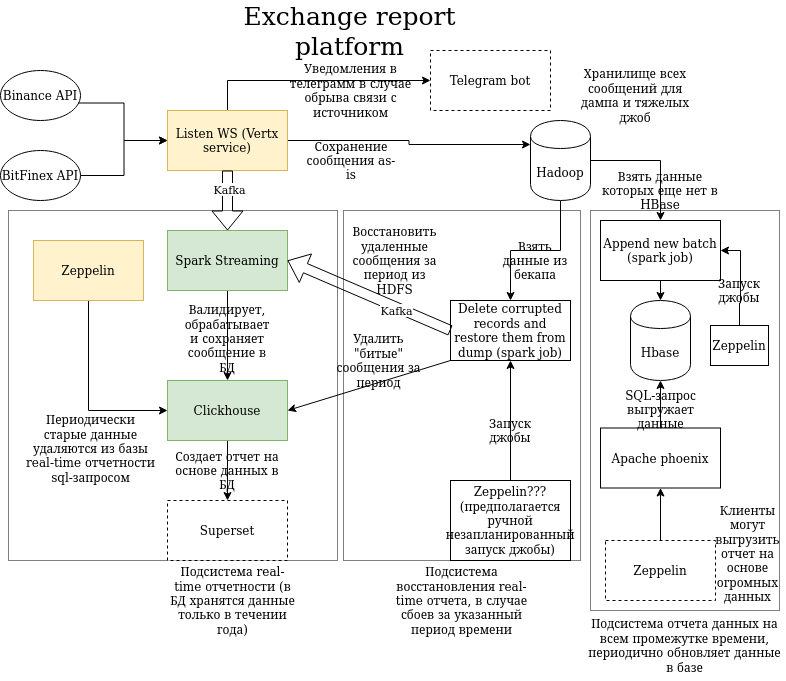 Exchange report
platform
Уведомления в
телеграмм в случае
обрыва связи с
источником
Telegram bot
Хранилище всех
сообщений для
дампа и тяжелых
джоб
Binance API
BitFinex API
Listen WS (Vertx
service)
Сохранение
сообщения as-
is
Hadoop
Взять данные
которых еще нет в
HBase
Kafka
Zeppelin
Spark Streaming
Восстановить
удаленные
сообщения за
период из
HDFS
Взять
данные из
бекапа
Append new batch
(spark job)
Запуск
джобы
Kafka
Валидирует,
обрабатывает
и сохраняет
сообщение в
БД
Удалить
"битые"
сообщения за
период
Delete corrupted
records and
restore them from
dump (spark job)
Hbase
Zeppelin
Clickhouse
SQL-запрос
выгружает
данные
Периодически
старые данные
удаляются из базы
real-time отчетности
sql-запросом
Создает отчет на
основе данных в
БД
Запуск
джобы
Apache phoenix
Superset
Zeppelin???
(предполагается
ручной
незапланированный
запуск джобы)
Zeppelin
Клиенты
могут
выгрузить
отчет на
основе
огромных
данных
Подсистема real-
time отчетности (в
БД хранятся данные
только в течении
года)
Подсистема
восстановления real-
time отчета, в случае
сбоев за указанный
период времени
Подсистема отчета данных на
всем промежутке времени,
периодично обновляет данные
в базе